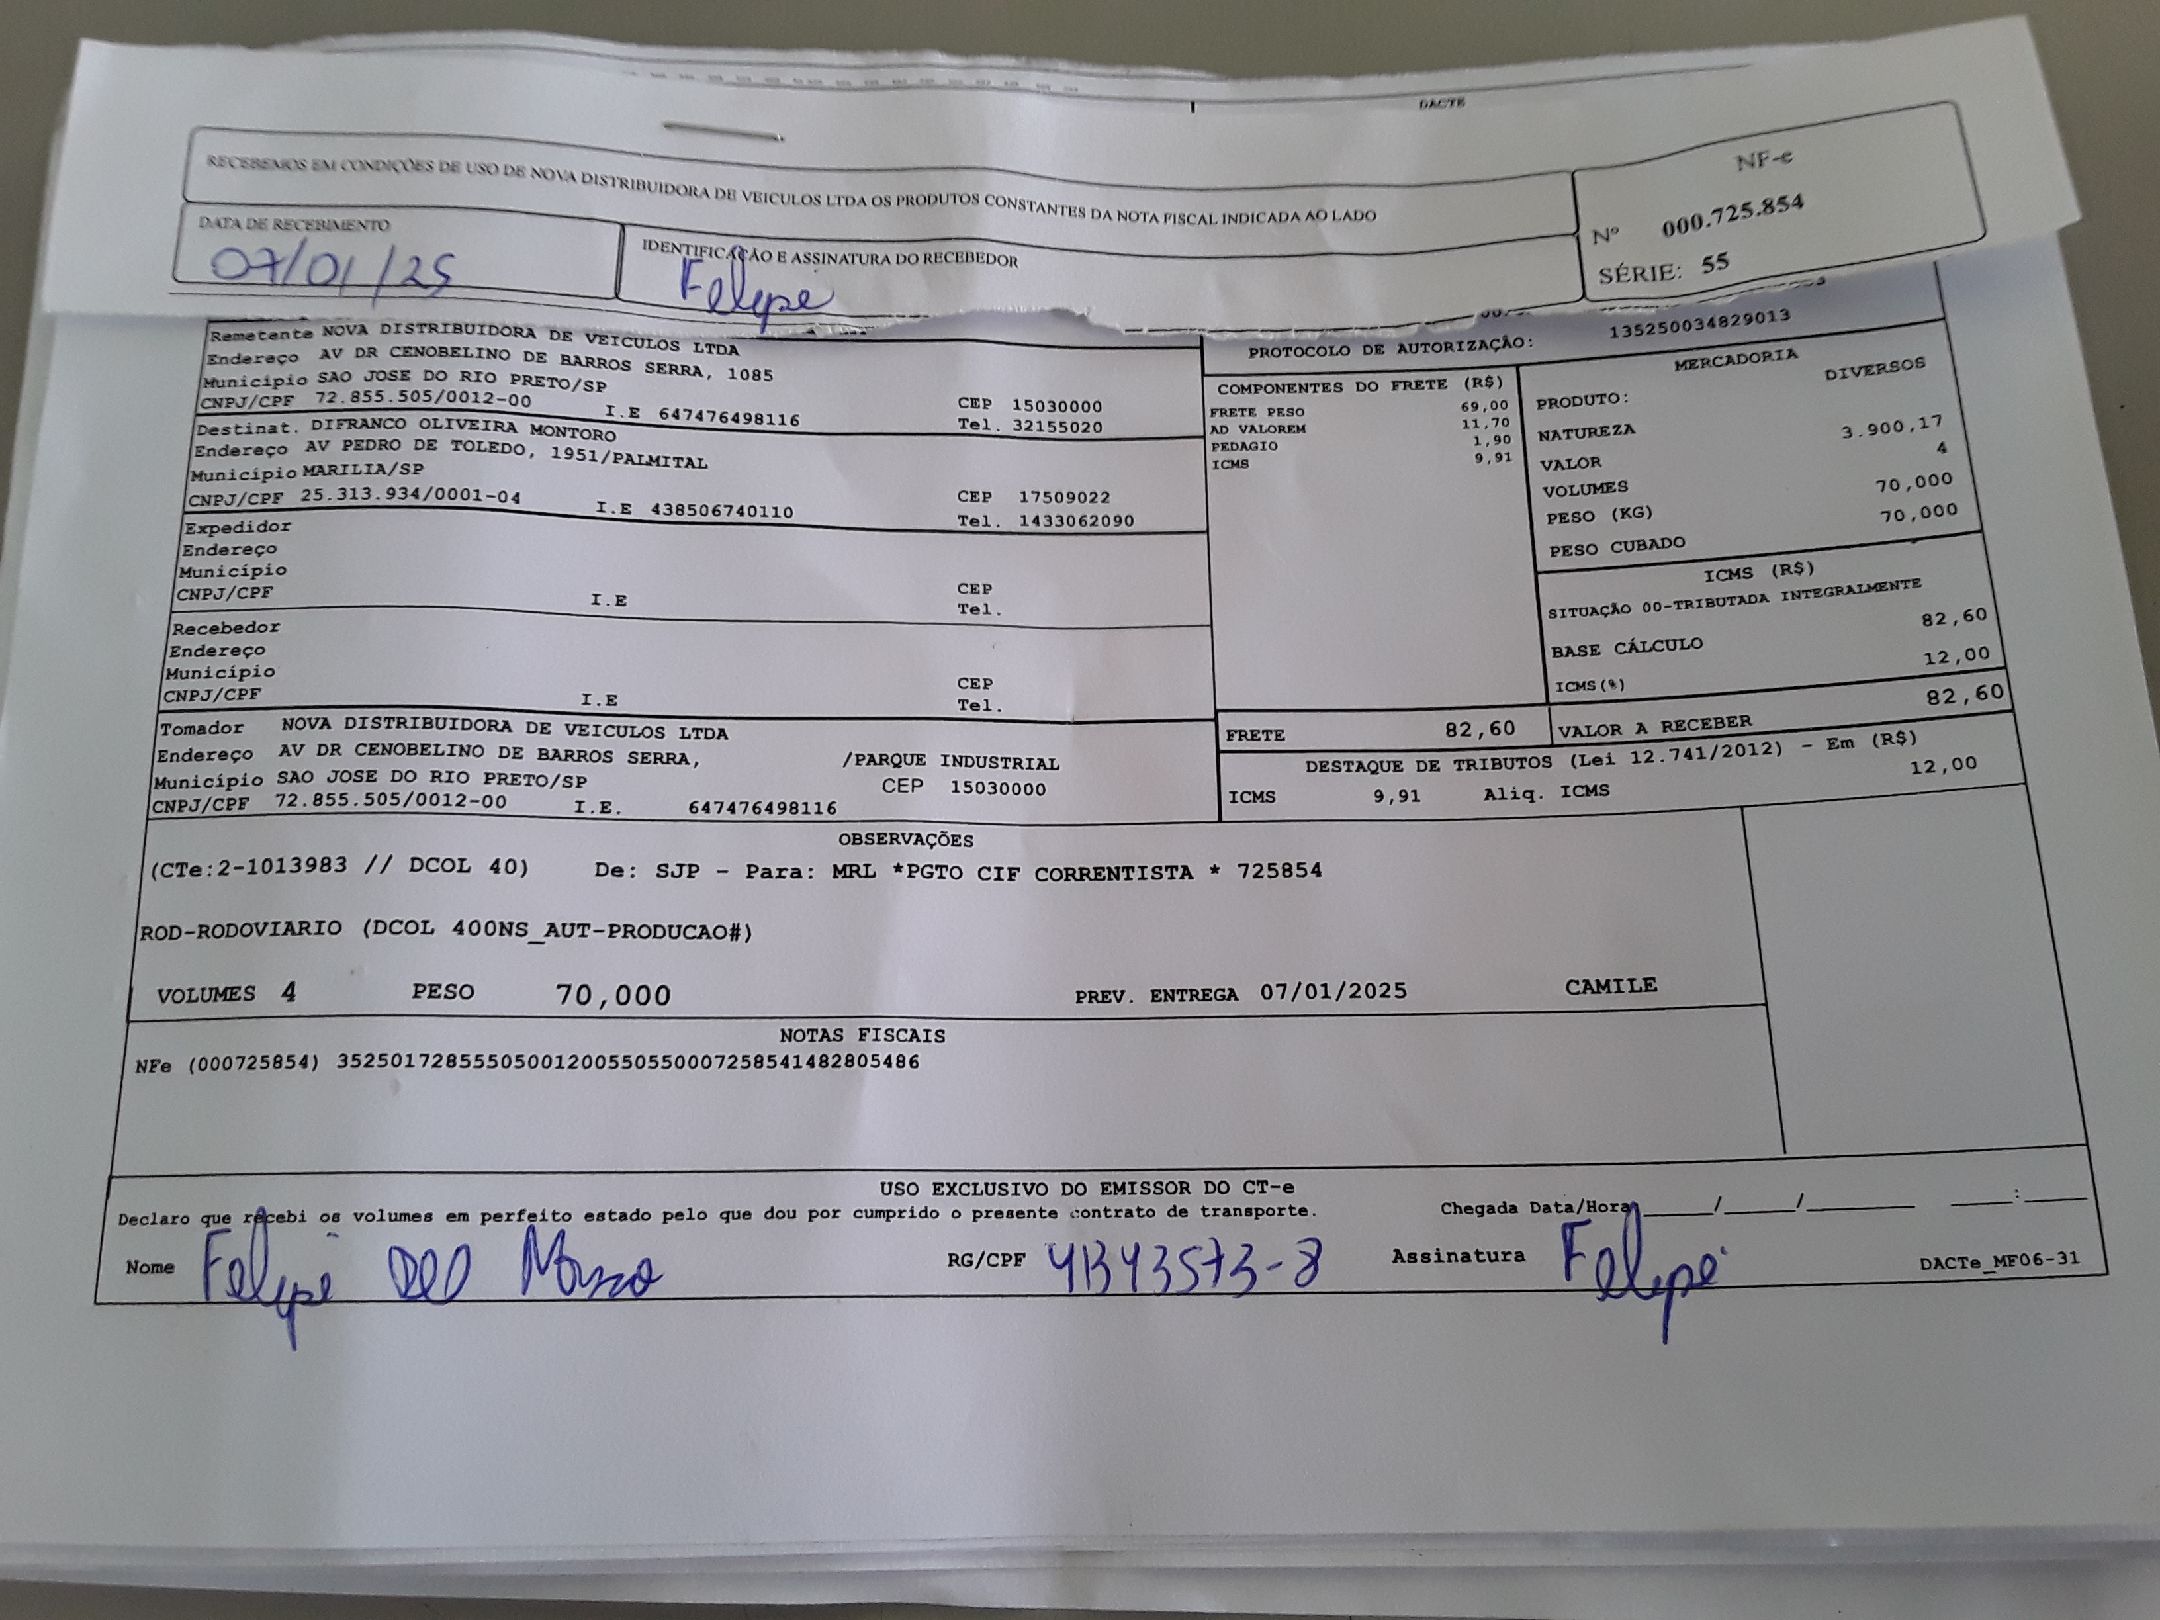 DACTE
RECEBEMOS EM CONDIÇÕES DE USO DE NOVA DISTRIBUIDORA DE VEICULOS LTDA OS PRODUTOS CONSTANTES DA NOTA FISCAL INDICADA AO LADO
NF-e
Nº 000.725.854
SÉRIE: 55
DATA DE RECEBIMENTO
07/01/25
IDENTIFICAÇÃO E ASSINATURA DO RECEBEDOR
Felipe
Remetente NOVA DISTRIBUIDORA DE VEICULOS LTDA
Endereço AV DR CENOBELINO DE BARROS SERRA, 1085
Município SAO JOSE DO RIO PRETO/SP
CNPJ/CPF 72.855.505/0012-00 I.E 647476498116
CEP 15030000
Tel. 32155020
Destinat. DIFRANCO OLIVEIRA MONTORO
Endereço AV PEDRO DE TOLEDO, 1951/PALMITAL
Município MARILIA/SP
CNPJ/CPF 25.313.934/0001-04 I.E 438506740110
CEP 17509022
Tel. 1433062090
Expedidor
Endereço
Município
CNPJ/CPF I.E
CEP
Tel.
Recebedor
Endereço
Município
CNPJ/CPF I.E
CEP
Tel.
Tomador NOVA DISTRIBUIDORA DE VEICULOS LTDA
Endereço AV DR CENOBELINO DE BARROS SERRA, /PARQUE INDUSTRIAL
Município SAO JOSE DO RIO PRETO/SP CEP 15030000
CNPJ/CPF 72.855.505/0012-00 I.E. 647476498116
PROTOCOLO DE AUTORIZAÇÃO: 135250034829013
COMPONENTES DO FRETE (R$)
FRETE PESO 69,00
AD VALOREM 11,70
PEDAGIO 1,90
ICMS 9,91
MERCADORIA
PRODUTO: DIVERSOS
NATUREZA
VALOR 3.900,17
VOLUMES 4
PESO (KG) 70,000
PESO CUBADO 70,000
ICMS (R$)
SITUAÇÃO 00-TRIBUTADA INTEGRALMENTE
BASE CÁLCULO 82,60
ICMS(%) 12,00
FRETE 82,60 VALOR A RECEBER 82,60
DESTAQUE DE TRIBUTOS (Lei 12.741/2012) - Em (R$)
ICMS 9,91 Aliq. ICMS 12,00
OBSERVAÇÕES
(CTe:2-1013983 // DCOL 40) De: SJP - Para: MRL *PGTO CIF CORRENTISTA * 725854
ROD-RODOVIARIO (DCOL 400NS_AUT-PRODUCAO#)
VOLUMES 4 PESO 70,000 PREV. ENTREGA 07/01/2025 CAMILE
NOTAS FISCAIS
NFe (000725854) 35250172855505001200550550007258541482805486
USO EXCLUSIVO DO EMISSOR DO CT-e
Declaro que recebi os volumes em perfeito estado pelo que dou por cumprido o presente contrato de transporte. Chegada Data/Hora ____/____/______ ____:____
Nome Felipe DEO RG/CPF 4B43573-8 Assinatura Felipe
DACTe_MF06-31